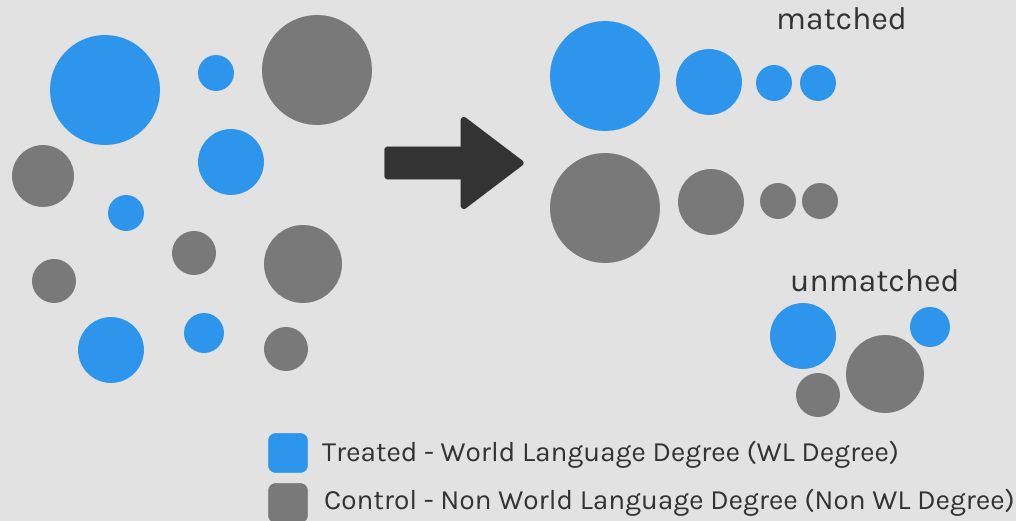 matched
unmatched
Treated - World Language Degree (WL Degree)
Control - Non World Language Degree (Non WL Degree)